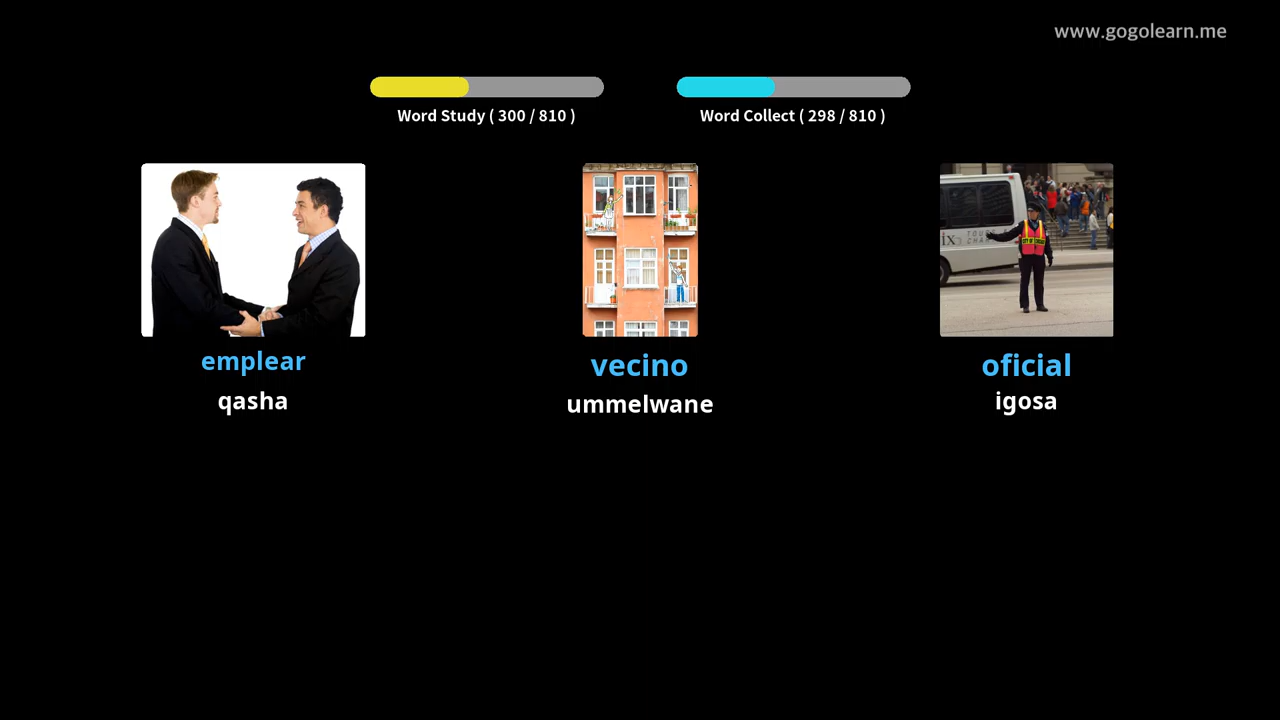 www.gogolearn.me
Word Study ( 300 / 810 )
Word Collect ( 298 / 810 )
emplear
qasha
vecino
ummelwane
oficial
igosa